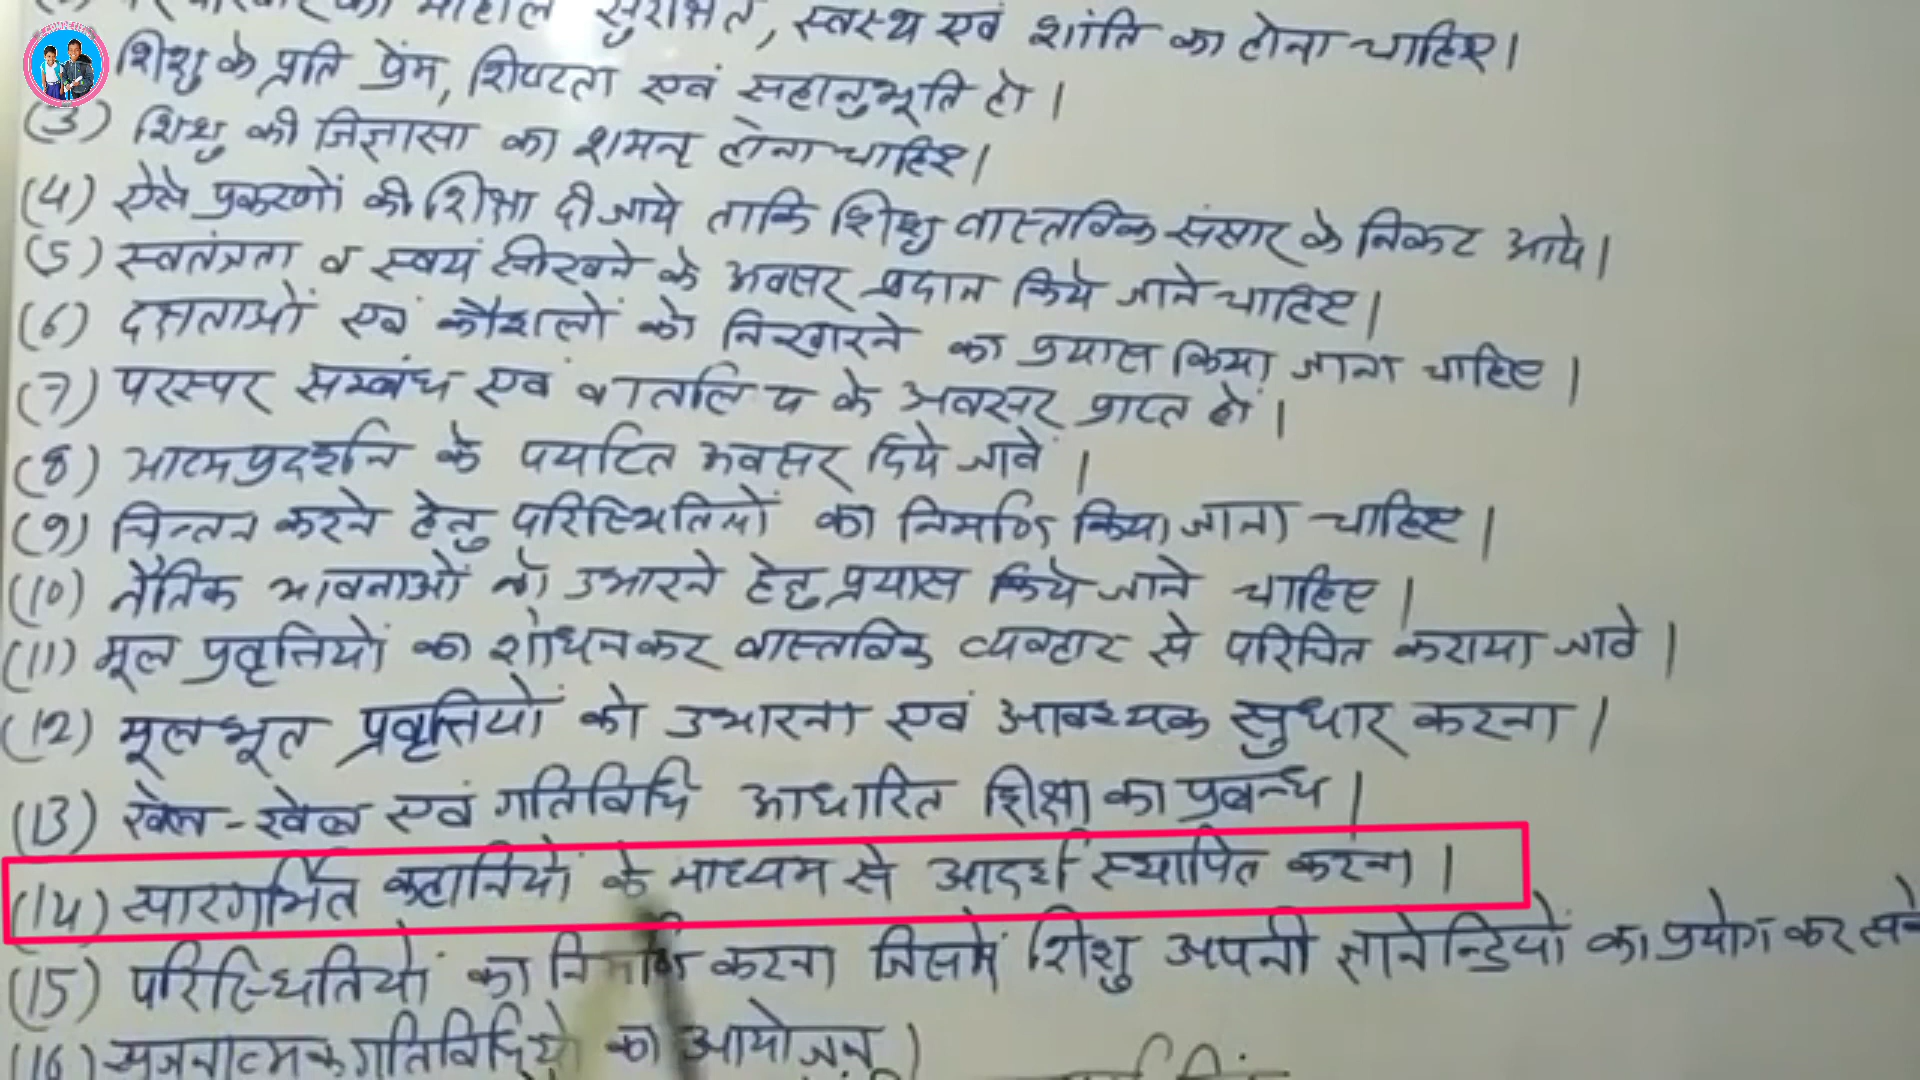 का माहौल सुरक्षित, स्वस्थ एवं शांति का होना चाहिए।
शिशु के प्रति प्रेम, शिष्टता एवं सहानुभूति हो।
(3) शिशु की जिज्ञासा का शमन होना चाहिए।
(4) ऐसे प्रकरणों की शिक्षा दी जाये ताकि शिशु वास्तविक संसार के निकट आये।
(5) स्वतंत्रता व स्वयं सीखने के अवसर प्रदान किये जाने चाहिए।
(6) दक्षताओं एवं कौशलों को निखारने का प्रयास किया जाना चाहिए।
(7) परस्पर सम्बंध एवं वार्तालाप के अवसर प्राप्त हों।
(8) आत्मप्रदर्शन के पर्याप्त अवसर दिये जावें।
(9) चिन्तन करने हेतु परिस्थितियों का निर्माण किया जाना चाहिए।
(10) नैतिक भावनाओं को उभारने हेतु प्रयास किये जाने चाहिए।
(11) मूल प्रवृत्तियों का शोधन कर वास्तविक व्यवहार से परिचित कराया जावे।
(12) मूलभूत प्रवृत्तियों को उभारना एवं आवश्यक सुधार करना।
(13) खेल-खेल एवं गतिविधि आधारित शिक्षा का प्रबन्ध।
(14) सारगर्भित कहानियों के माध्यम से आदर्श स्थापित करना।
(15) परिस्थितियों का निर्माण करना जिसमें शिशु अपनी ज्ञानेन्द्रियों का प्रयोग कर सके
(16) सृजनात्मक गतिविधियों का आयोजन।